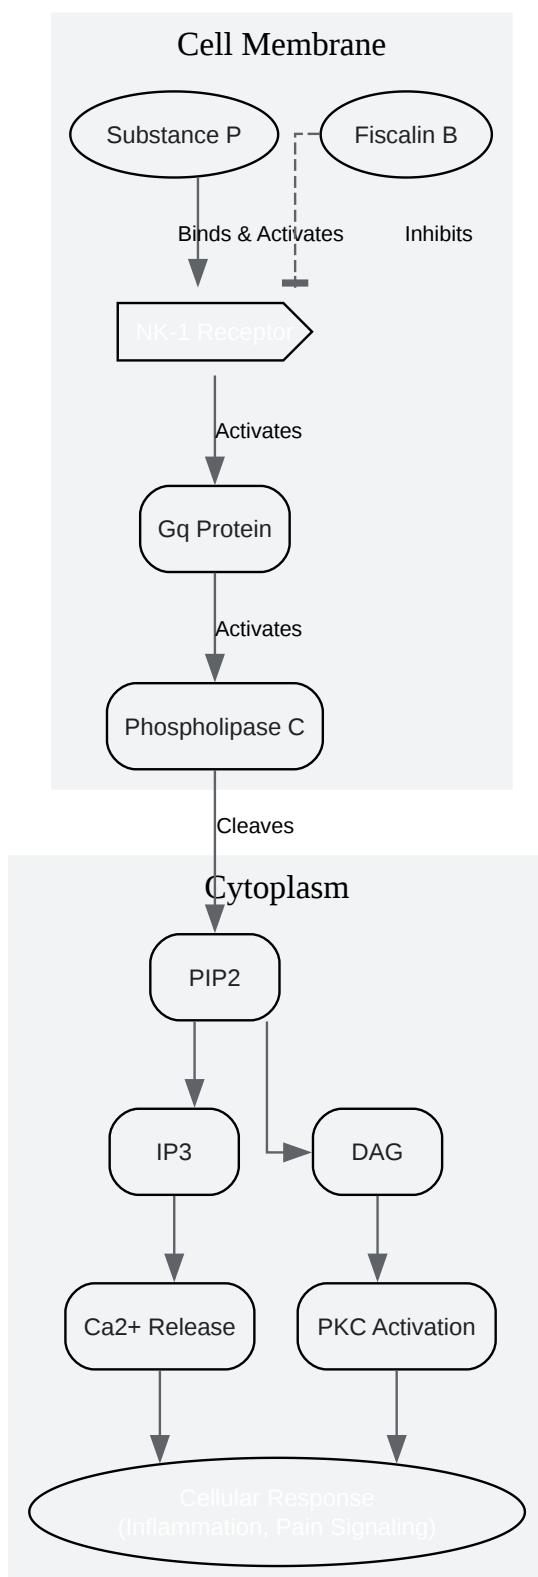 Cell Membrane
Substance P
Fiscalin B
Binds & Activates
Inhibits
NK-1 Receptor
Activates
Gq Protein
Activates
Phospholipase C
Cleaves
Cytoplasm
PIP2
IP3
DAG
Ca2+ Release
PKC Activation
Cellular Response
(Inflammation, Pain Signaling)